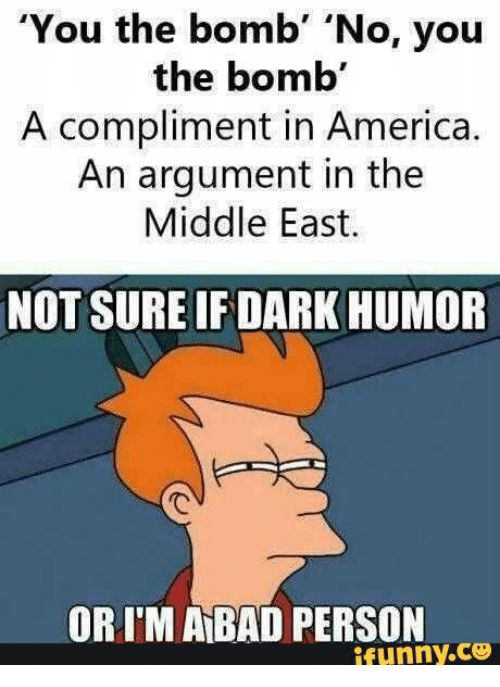 ‘You the bomb’ ‘No, you
the bomb’
A compliment in America.
An argument in the
Middle East.
NOT SURE IF DARK HUMOR
OR I'M A BAD PERSON
ifunny.co